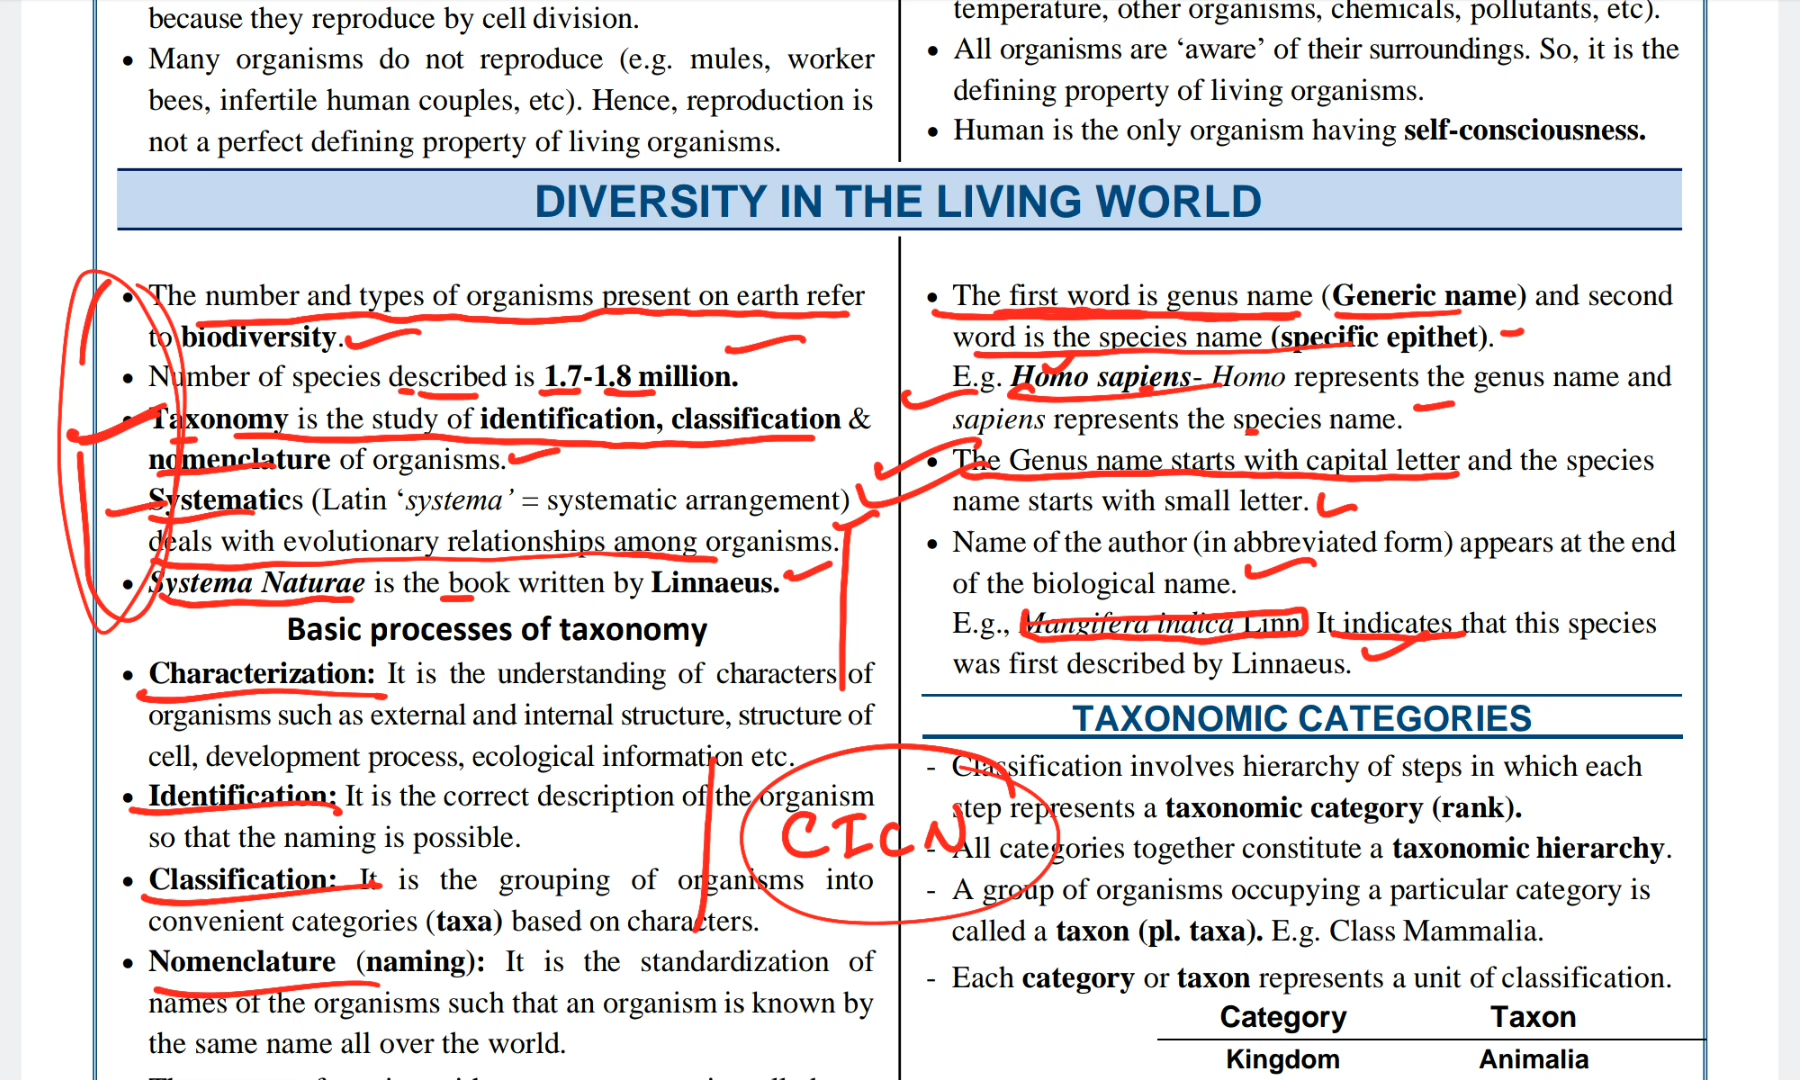 because they reproduce by cell division.
• Many organisms do not reproduce (e.g. mules, worker
bees, infertile human couples, etc). Hence, reproduction is
not a perfect defining property of living organisms.
temperature, other organisms, chemicals, pollutants, etc).
• All organisms are ‘aware’ of their surroundings. So, it is the
defining property of living organisms.
• Human is the only organism having self-consciousness.
DIVERSITY IN THE LIVING WORLD
• The number and types of organisms present on earth refer
to biodiversity.
• Number of species described is 1.7-1.8 million.
• Taxonomy is the study of identification, classification &
nomenclature of organisms.
Systematics (Latin ‘systema’ = systematic arrangement)
deals with evolutionary relationships among organisms.
• Systema Naturae is the book written by Linnaeus.
Basic processes of taxonomy
• Characterization: It is the understanding of characters of
organisms such as external and internal structure, structure of
cell, development process, ecological information etc.
• Identification: It is the correct description of the organism
so that the naming is possible.
• Classification: It is the grouping of organisms into
convenient categories (taxa) based on characters.
• Nomenclature (naming): It is the standardization of
names of the organisms such that an organism is known by
the same name all over the world.
CICN
• The first word is genus name (Generic name) and second
word is the species name (specific epithet).
E.g. Homo sapiens- Homo represents the genus name and
sapiens represents the species name.
• The Genus name starts with capital letter and the species
name starts with small letter.
• Name of the author (in abbreviated form) appears at the end
of the biological name.
E.g., Mangifera indica Linn. It indicates that this species
was first described by Linnaeus.
TAXONOMIC CATEGORIES
- Classification involves hierarchy of steps in which each
step represents a taxonomic category (rank).
- All categories together constitute a taxonomic hierarchy.
- A group of organisms occupying a particular category is
called a taxon (pl. taxa). E.g. Class Mammalia.
- Each category or taxon represents a unit of classification.
Category Taxon
Kingdom Animalia